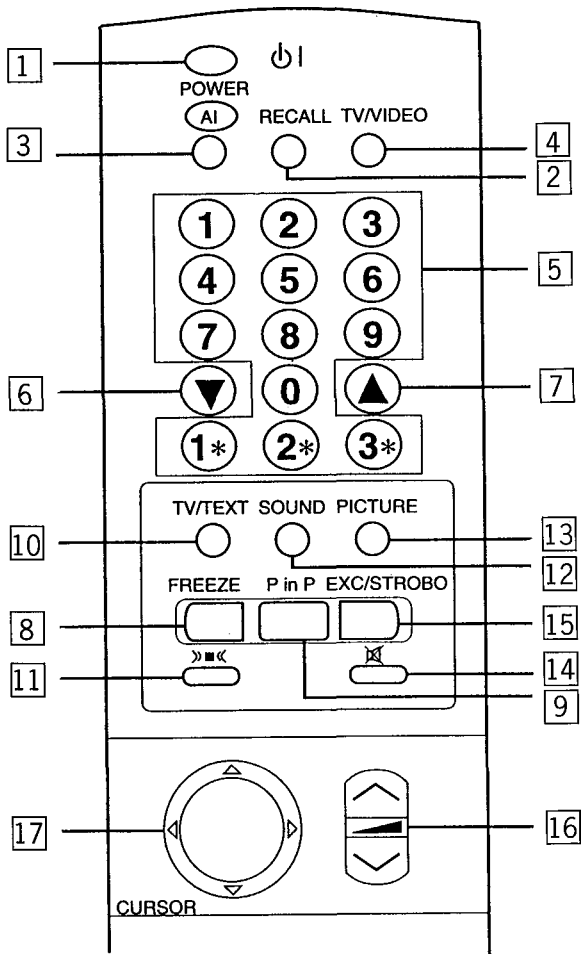 1
POWER
AI RECALL TV/VIDEO
3 4
2
1 2 3
4 5 6 5
7 8 9
6 ▼ 0 ▲ 7
1* 2* 3*
TV/TEXT SOUND PICTURE
10 13
12
FREEZE P in P EXC/STROBO
8 15
11 14
9
17 16
CURSOR